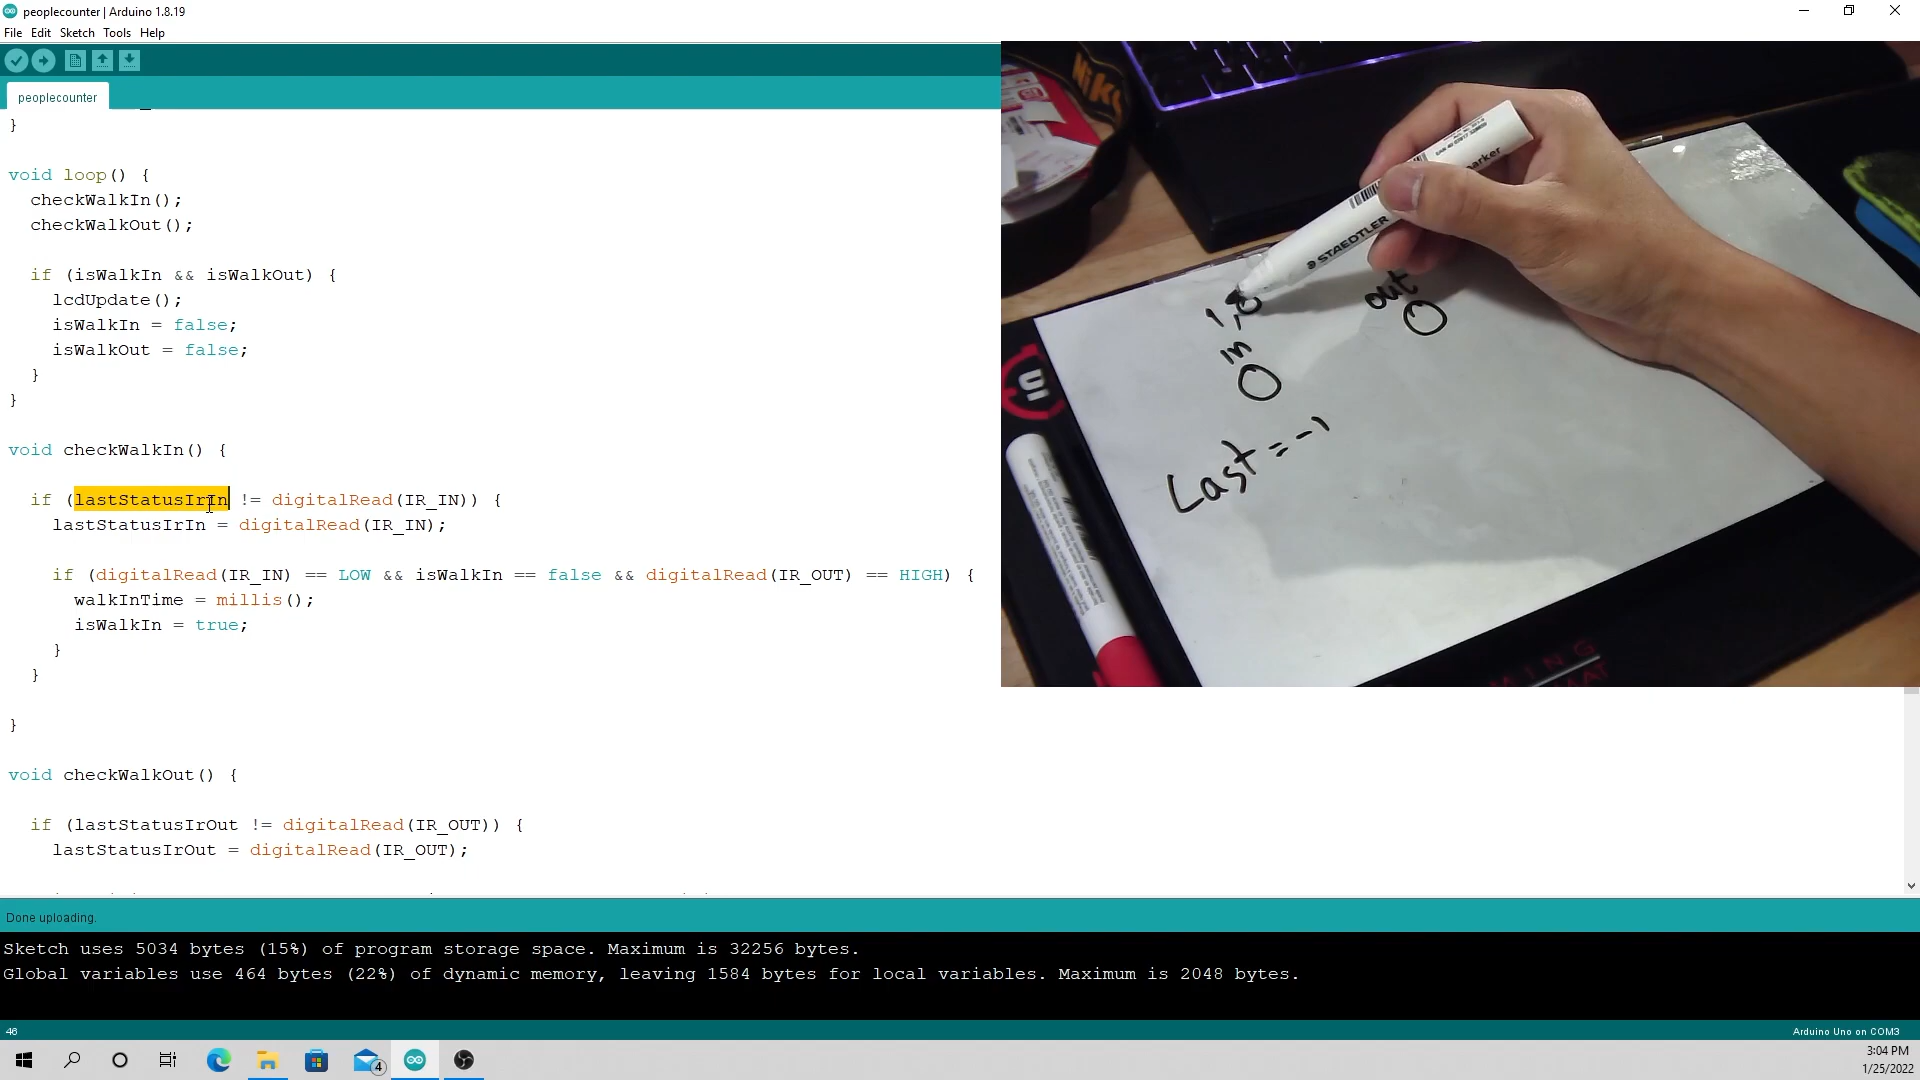 peoplecounter | Arduino 1.8.19
File Edit Sketch Tools Help
peoplecounter
}
void loop() {
checkWalkIn();
checkWalkOut();
if (isWalkIn && isWalkOut) {
lcdUpdate();
isWalkIn = false;
isWalkOut = false;
}
}
void checkWalkIn() {
if (lastStatusIrIn != digitalRead(IR_IN)) {
lastStatusIrIn = digitalRead(IR_IN);
if (digitalRead(IR_IN) == LOW && isWalkIn == false && digitalRead(IR_OUT) == HIGH) {
walkInTime = millis();
isWalkIn = true;
}
}
}
void checkWalkOut() {
if (lastStatusIrOut != digitalRead(IR_OUT)) {
lastStatusIrOut = digitalRead(IR_OUT);
STAEDTLER
marker
1,0
in
out
Last = -1
Done uploading.
Sketch uses 5034 bytes (15%) of program storage space. Maximum is 32256 bytes.
Global variables use 464 bytes (22%) of dynamic memory, leaving 1584 bytes for local variables. Maximum is 2048 bytes.
46
Arduino Uno on COM3
4
3:04 PM
1/25/2022